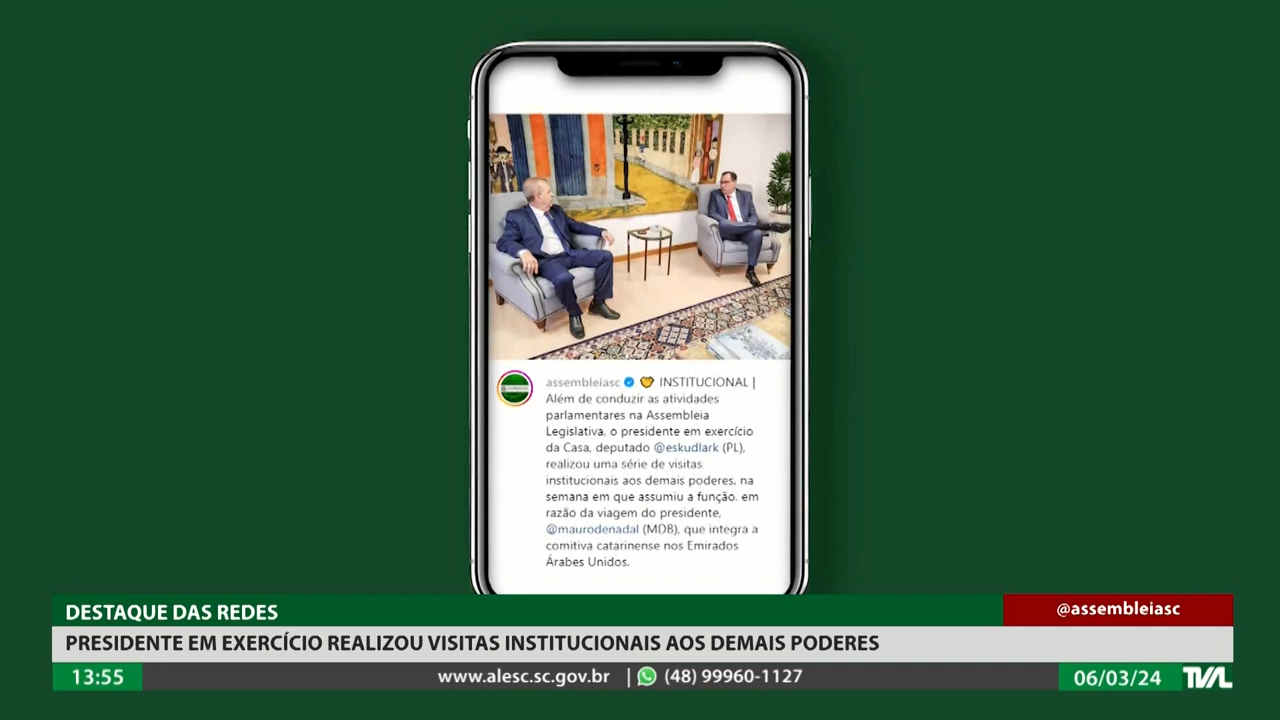 assembleiasc INSTITUCIONAL |
Além de conduzir as atividades
parlamentares na Assembleia
Legislativa, o presidente em exercício
da Casa, deputado @eskudlark (PL),
realizou uma série de visitas
institucionais aos demais poderes, na
semana em que assumiu a função, em
razão da viagem do presidente,
@maurodenadal (MDB), que integra a
comitiva catarinense nos Emirados
Árabes Unidos.
DESTAQUE DAS REDES
@assembleiasc
PRESIDENTE EM EXERCÍCIO REALIZOU VISITAS INSTITUCIONAIS AOS DEMAIS PODERES
13:55
www.alesc.sc.gov.br | (48) 99960-1127
06/03/24
TVAL